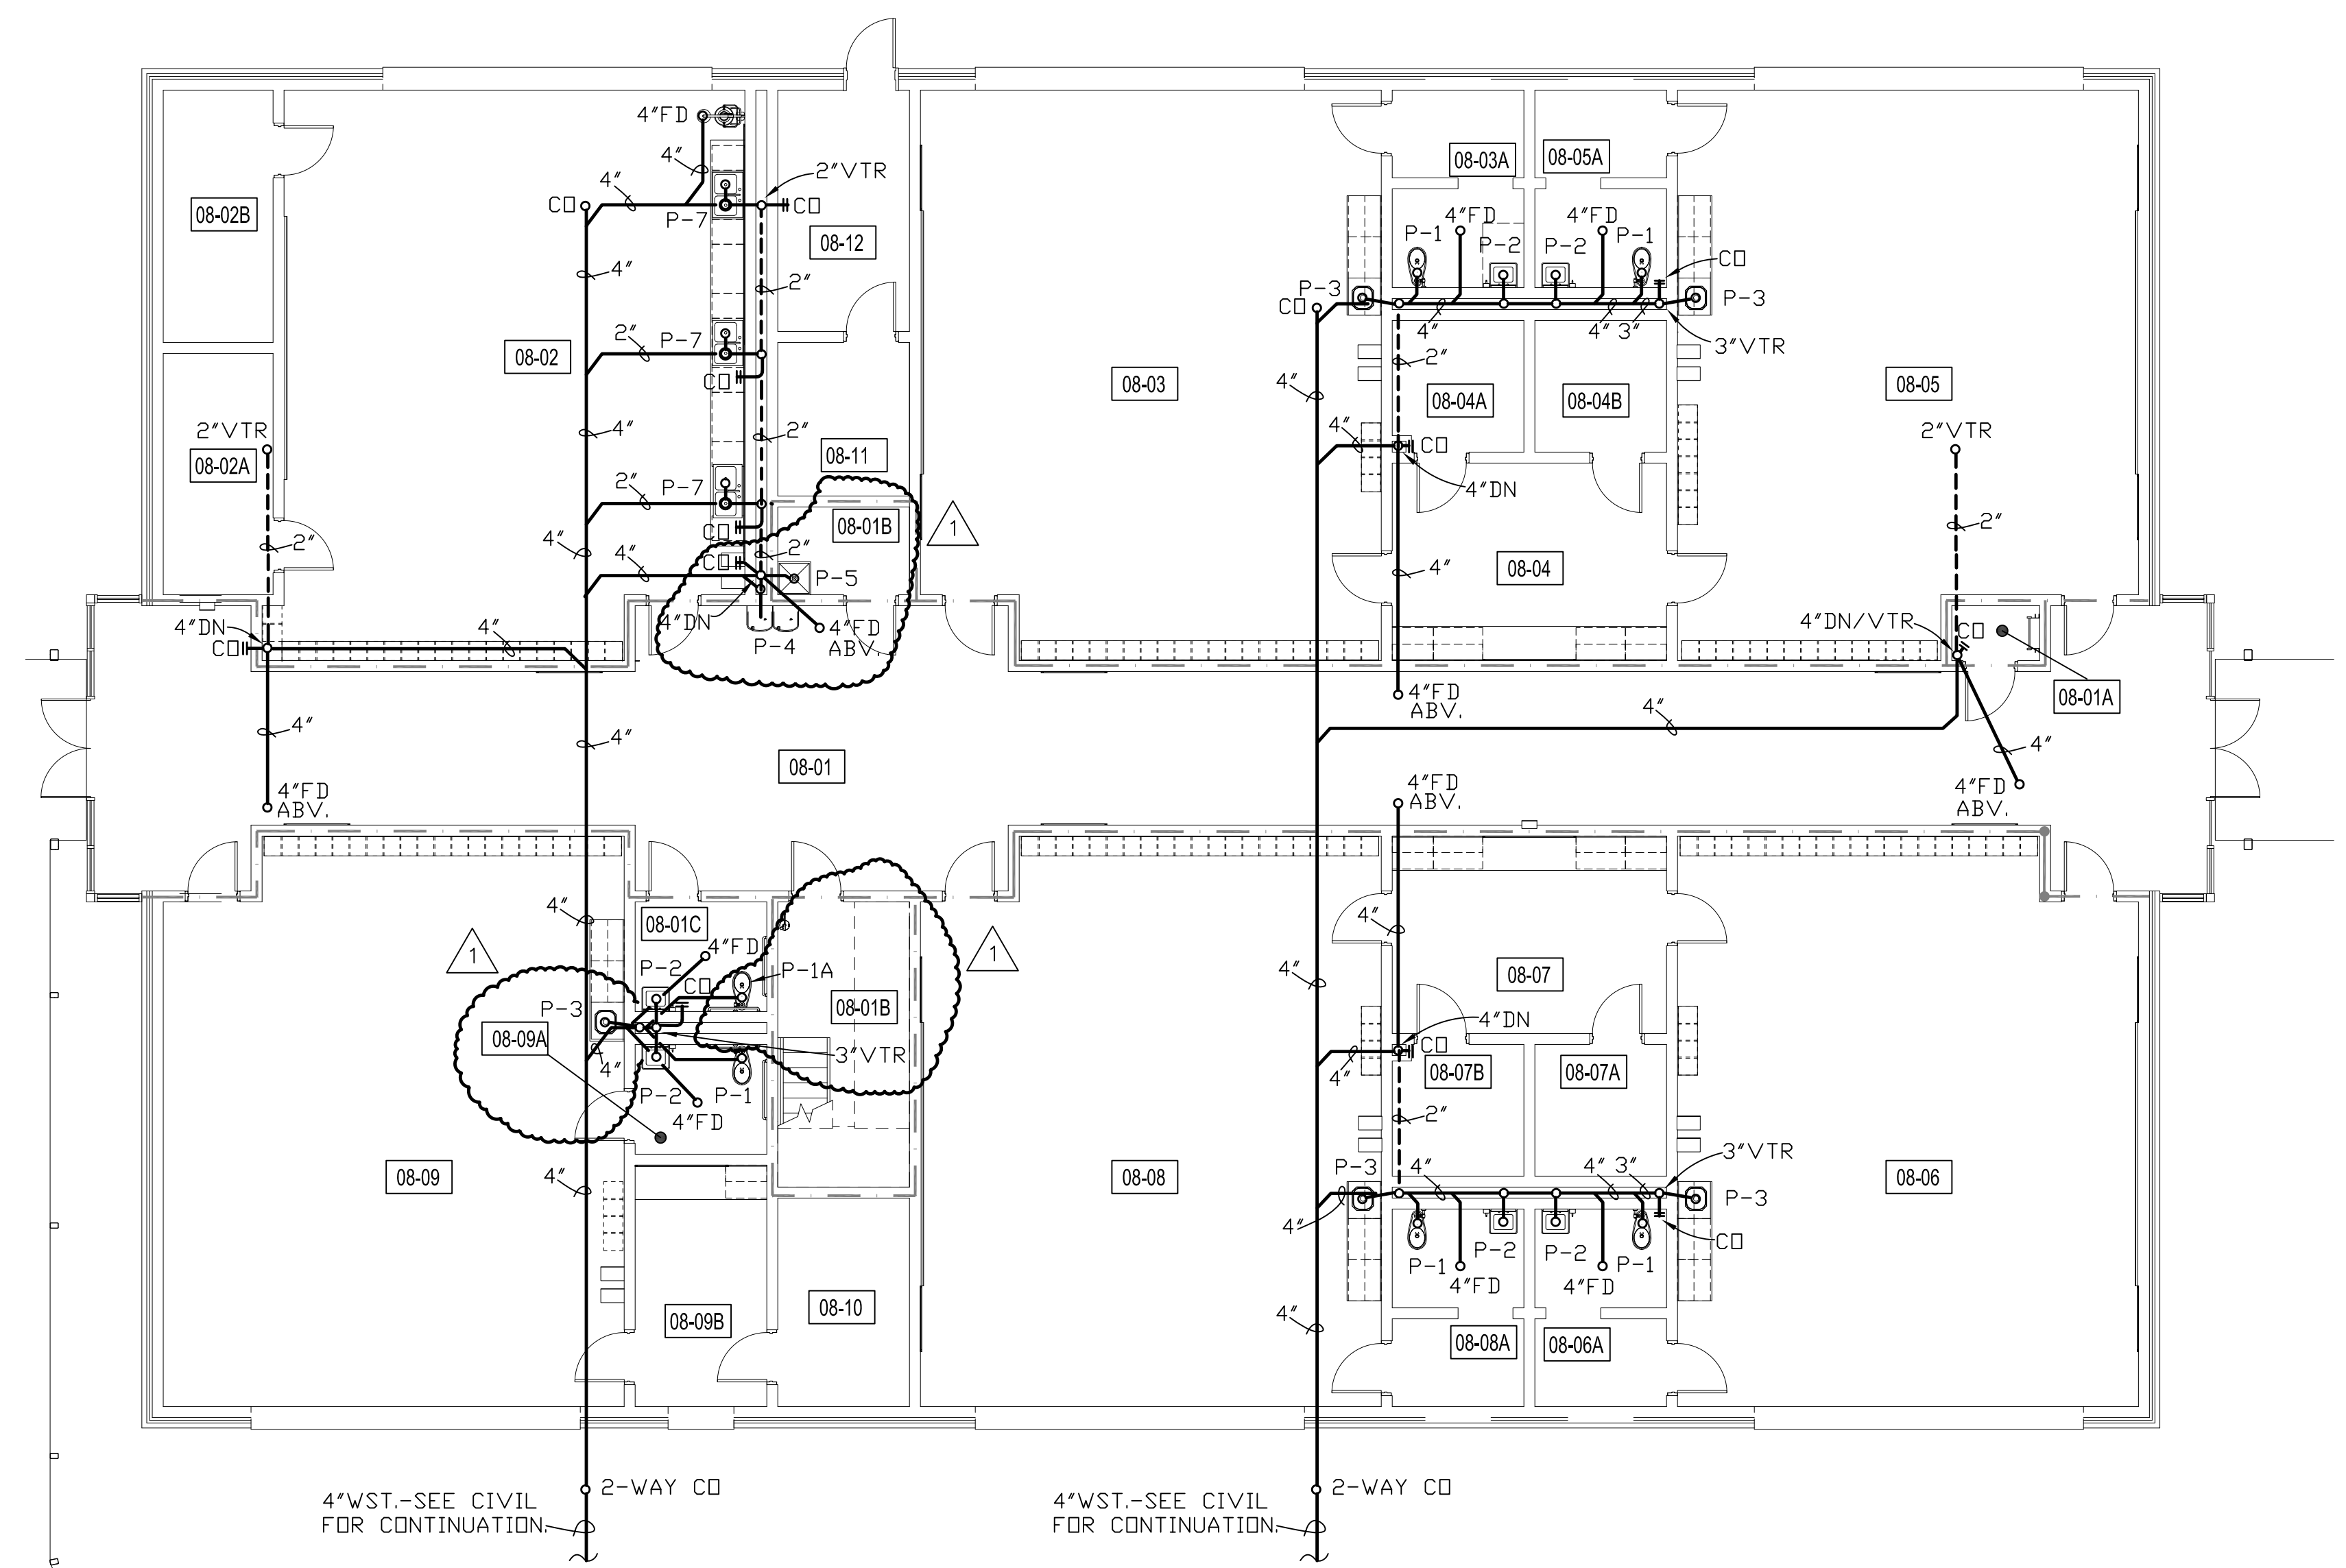 4"FD
4"
2"VTR
4"
CO
CO
08-02B
P-7
08-12
4"
2"
2"
P-7
08-02
CO
2"VTR
08-02A
4"
2"
08-11
2"
P-7
08-01B
1
CO
2"
4"
4"
2"
CO
P-5
4"DN
4"
CO
4"DN
P-4
4"FD
ABV.
08-03A
08-05A
4"FD
4"FD
P-1
P-2
P-2
P-1
CO
P-3
P-3
CO
4"
4"
3"
3"VTR
2"
08-03
4"
08-04A
08-04B
08-05
4"
CO
2"VTR
4"DN
2"
4"
08-04
4"DN/VTR
CO
4"FD
ABV.
08-01A
4"
4"
4"
4"
08-01
4"FD
ABV.
4"FD
ABV.
4"FD
ABV.
4"
08-01C
4"FD
1
P-2
CO
P-1A
1
P-3
08-01B
08-09A
3"VTR
4"
P-2
P-1
4"FD
4"
08-09
08-09B
08-10
4"
4"
08-07
4"DN
CO
4"
08-07B
08-07A
2"
3"VTR
P-3
4"
4"
3"
08-08
08-06
P-3
4"
P-2
P-2
CO
P-1
P-1
4"FD
4"FD
4"
08-08A
08-06A
2-WAY CO
2-WAY CO
4"WST.-SEE CIVIL
FOR CONTINUATION.
4"WST.-SEE CIVIL
FOR CONTINUATION.